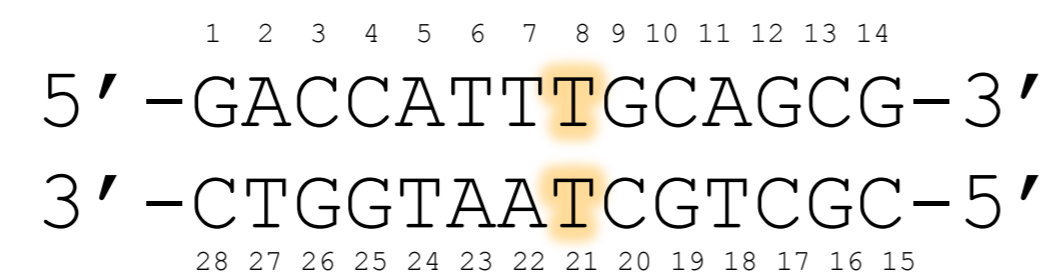 1 2 3 4 5 6 7 8 9 10 11 12 13 14
5′-GACCATTTGCAGCG-3′
3′-CTGGTAATCGTCGC-5′
28 27 26 25 24 23 22 21 20 19 18 17 16 15